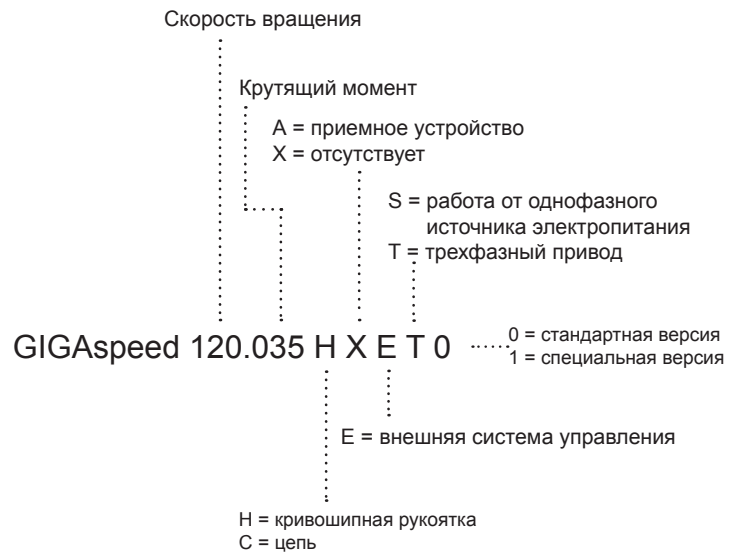 Скорость вращения
Крутящий момент
A = приемное устройство
X = отсутствует
S = работа от однофазного
источника электропитания
T = трехфазный привод
GIGAspeed 120.035 H X E T 0
0 = стандартная версия
1 = специальная версия
E = внешняя система управления
H = кривошипная рукоятка
C = цепь